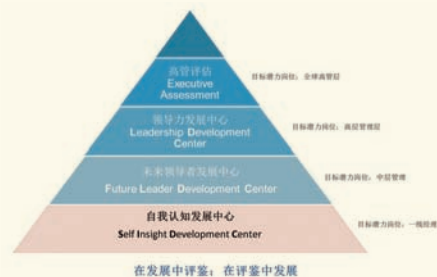 高管评估
Executive
Assessment
目标潜力岗位：全球高管层
领导力发展中心
Leadership Development
Center
目标潜力岗位：高层管理层
未来领导者发展中心
Future Leader Development Center
目标潜力岗位：中层管理
自我认知发展中心
Self Insight Development Center
目标潜力岗位：一线经理
在发展中评鉴；在评鉴中发展